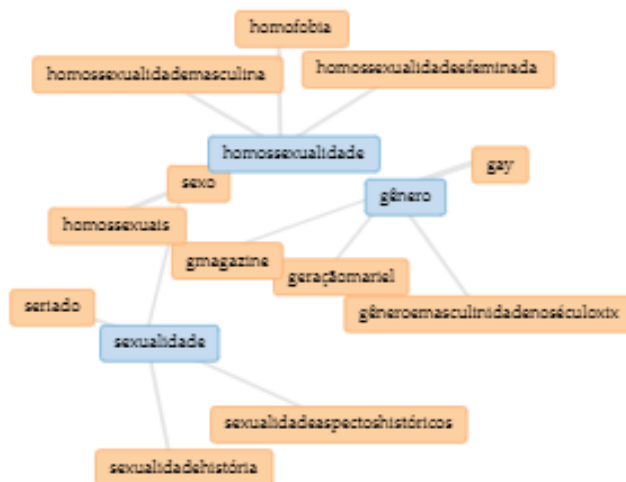 homofobia
homossexualidademasculina
homossexualidadeefeminada
homossexualidade
gay
sexo
gênero
homossexuais
gmagazine
geraçãomariel
seriado
gêneroemasculinidadenoséculoxix
sexualidade
sexualidadeaspectoshistóricos
sexualidadehistória